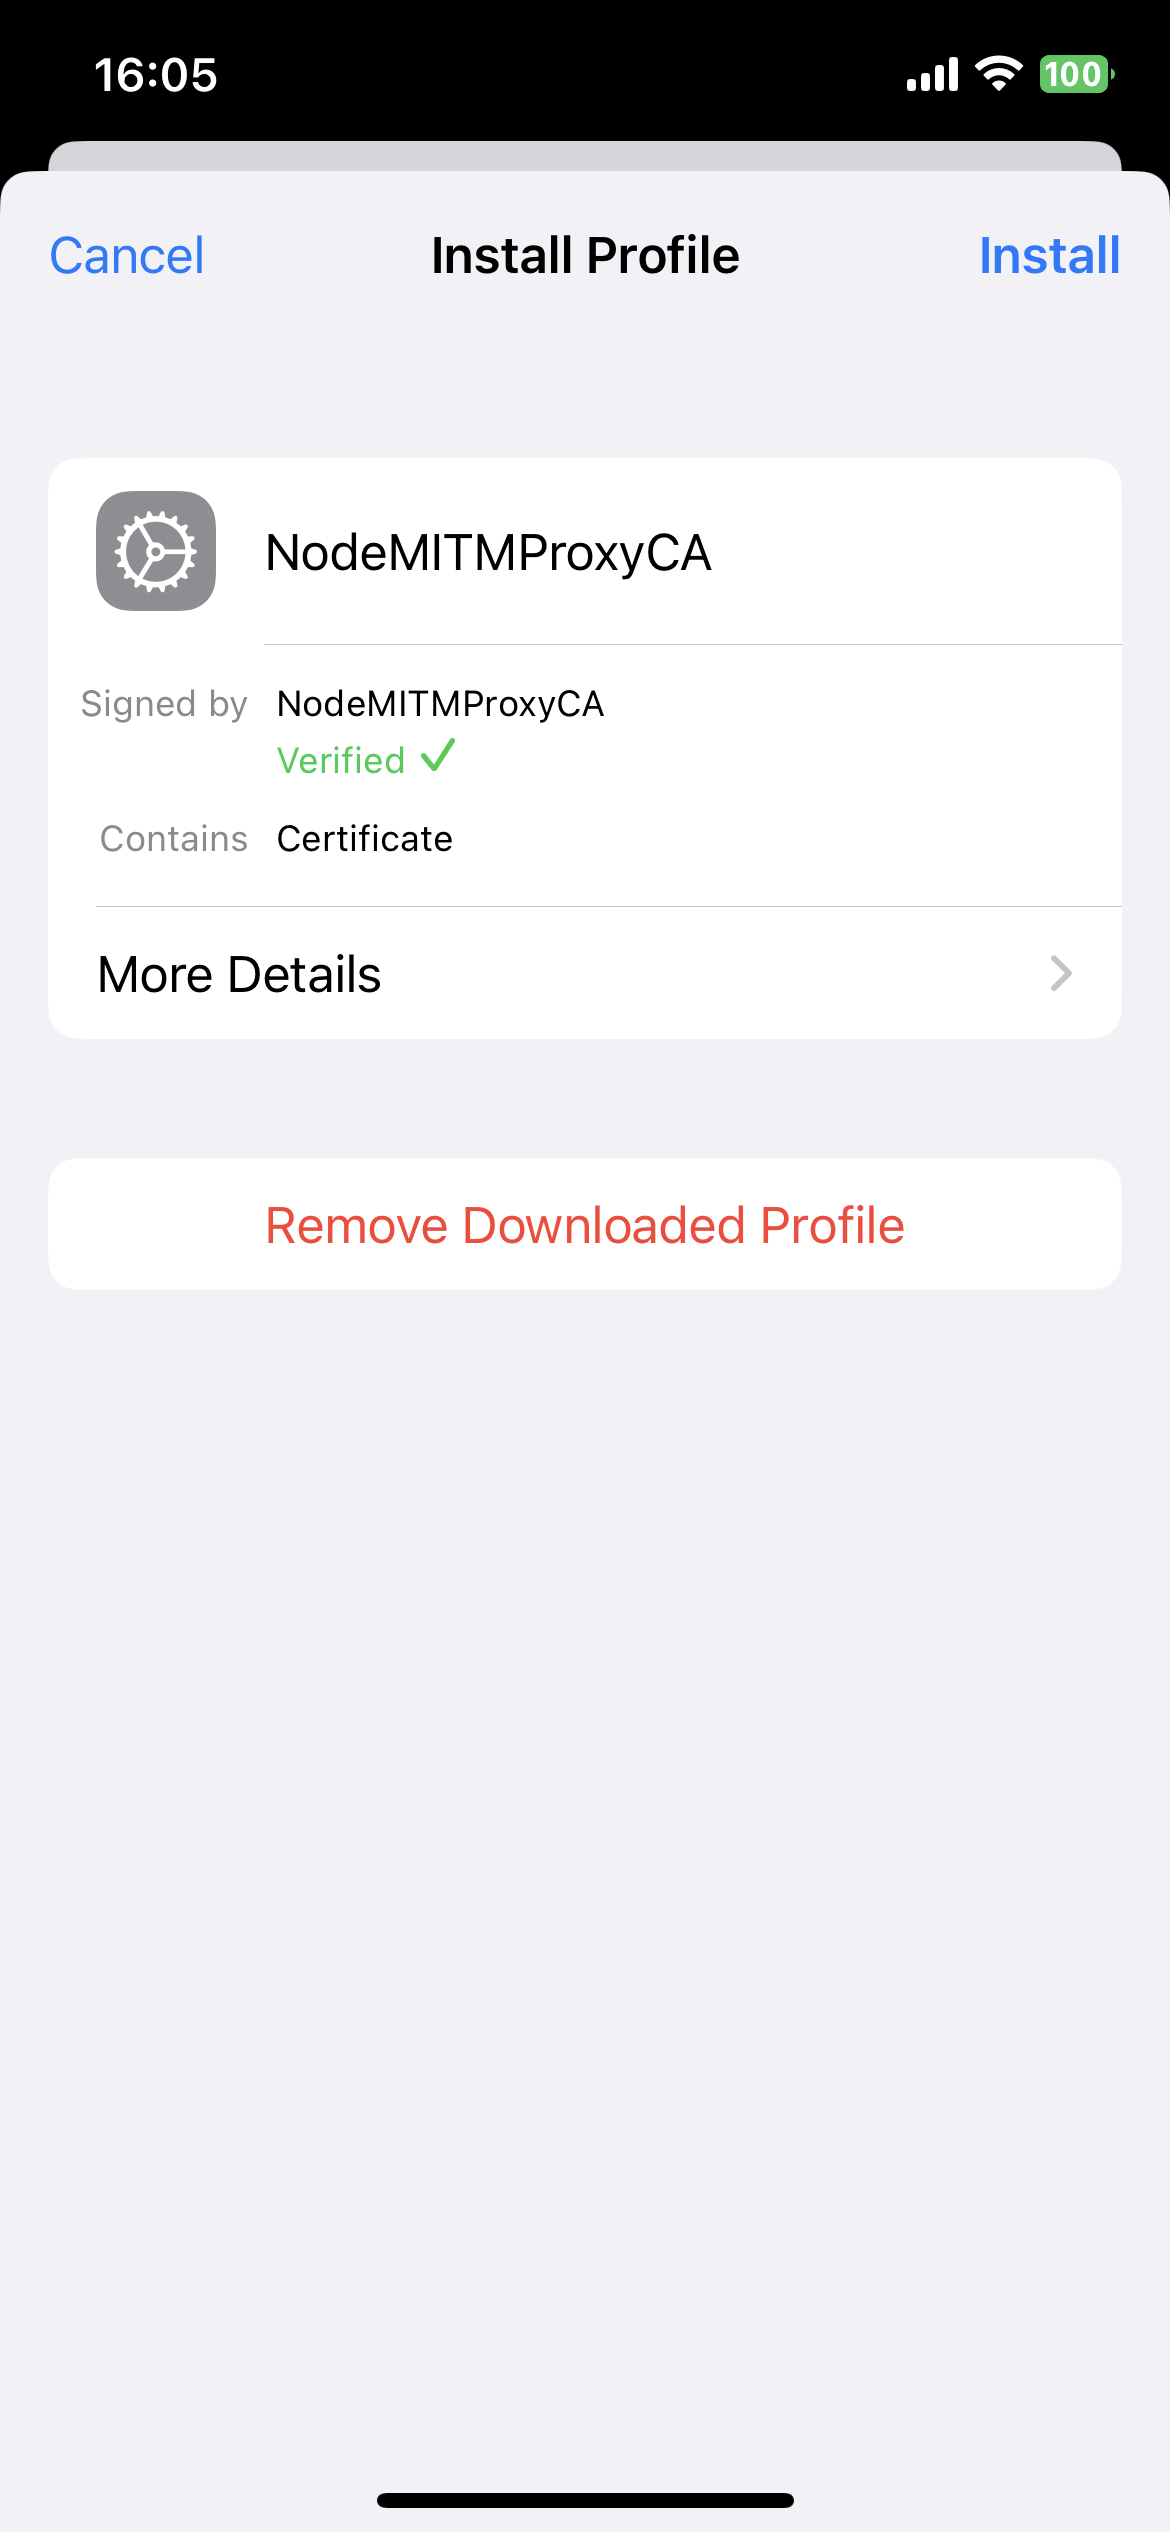 16:05
100
Cancel
Install Profile
Install
NodeMITMProxyCA
Signed by NodeMITMProxyCA
Verified ✓
Contains Certificate
More Details
Remove Downloaded Profile